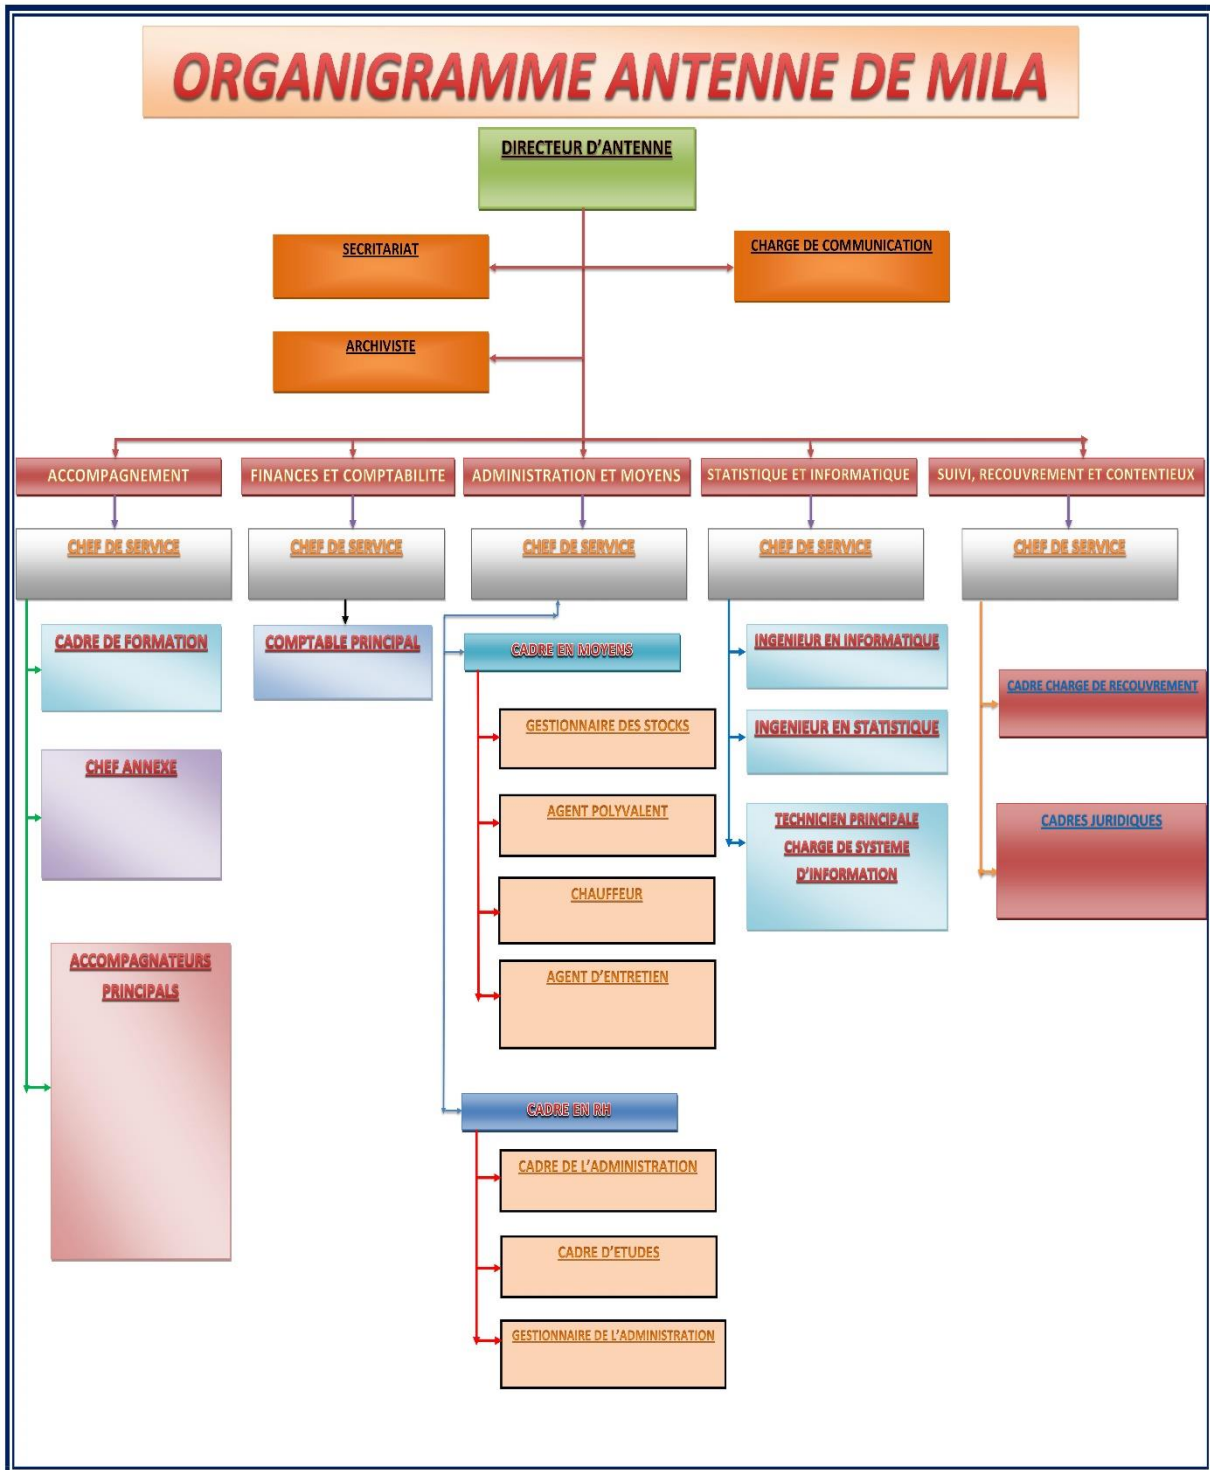 ORGANIGRAMME ANTENNE DE MILA
DIRECTEUR D'ANTENNE
SECRITARIAT
CHARGE DE COMMUNICATION
ARCHIVISTE
ACCOMPAGNEMENT
FINANCES ET COMPTABILITE
ADMINISTRATION ET MOYENS
STATISTIQUE ET INFORMATIQUE
SUIVI, RECOUVREMENT ET CONTENTIEUX
CHEF DE SERVICE
CHEF DE SERVICE
CHEF DE SERVICE
CHEF DE SERVICE
CHEF DE SERVICE
CADRE DE FORMATION
CHEF ANNEXE
ACCOMPAGNATEURS
PRINCIPALS
COMPTABLE PRINCIPAL
CADRE EN MOYENS
GESTIONNAIRE DES STOCKS
AGENT POLYVALENT
CHAUFFEUR
AGENT D'ENTRETIEN
CADRE EN RH
CADRE DE L'ADMINISTRATION
CADRE D'ETUDES
GESTIONNAIRE DE L'ADMINISTRATION
INGENIEUR EN INFORMATIQUE
INGENIEUR EN STATISTIQUE
TECHNICIEN PRINCIPALE
CHARGE DE SYSTEME
D'INFORMATION
CADRE CHARGE DE RECOUVREMENT
CADRES JURIDIQUES